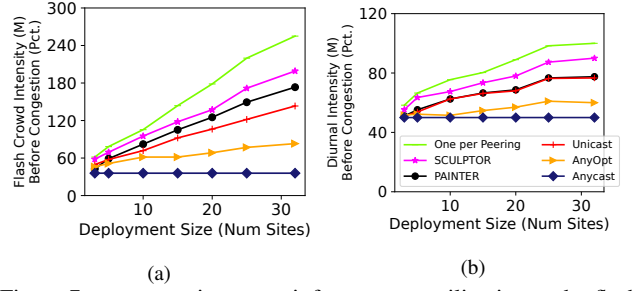 300
240
180
120
60
0
Flash Crowd Intensity (M)
Before Congestion (Pct.)
10 20 30
Deployment Size (Num Sites)
(a)
120
80
40
0
Diurnal Intensity (M)
Before Congestion (Pct.)
One per Peering
SCULPTOR
PAINTER
Unicast
AnyOpt
Anycast
10 20 30
Deployment Size (Num Sites)
(b)